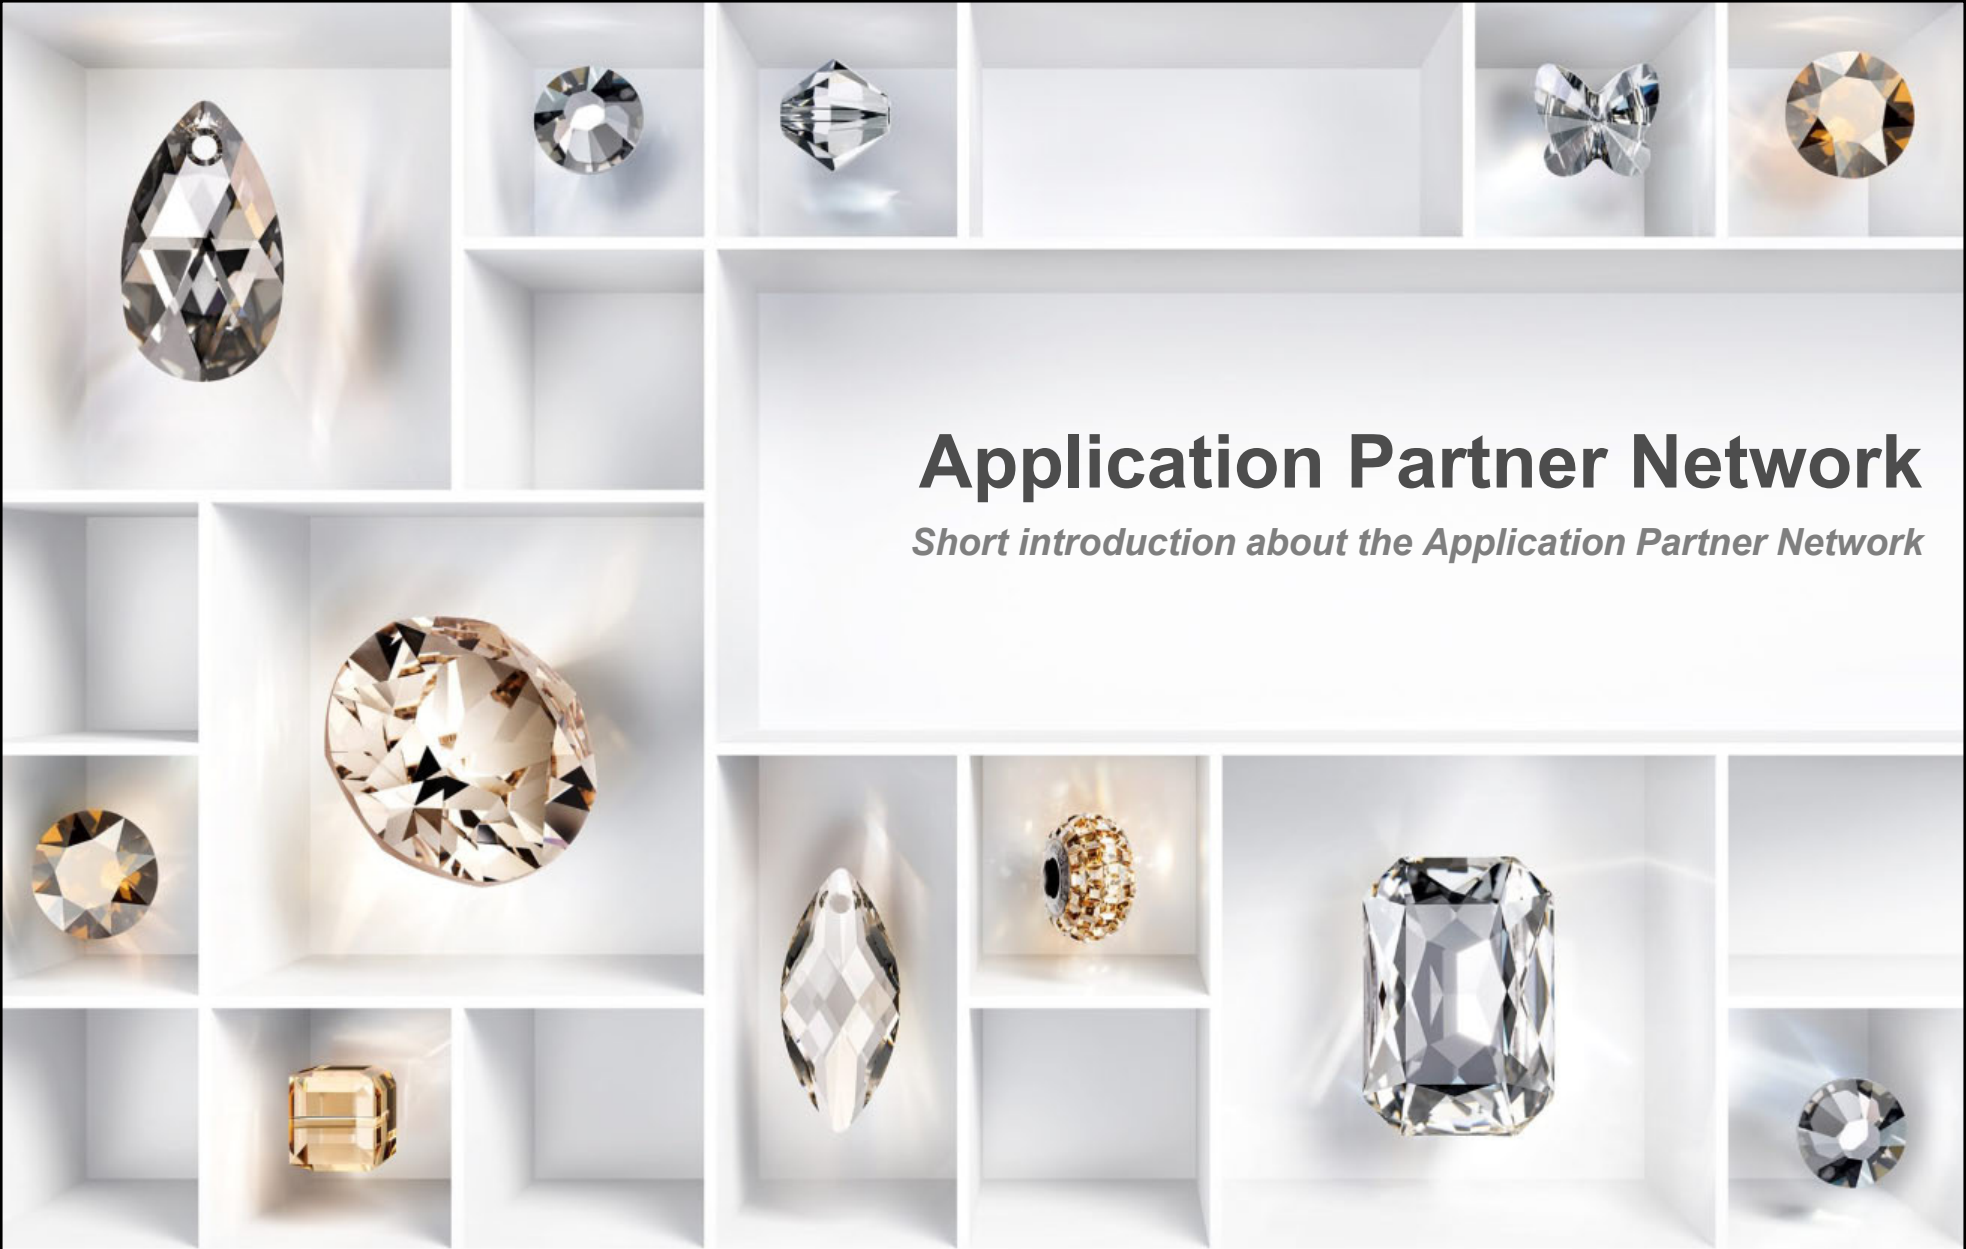 Application Partner Network
Short introduction about the Application Partner Network